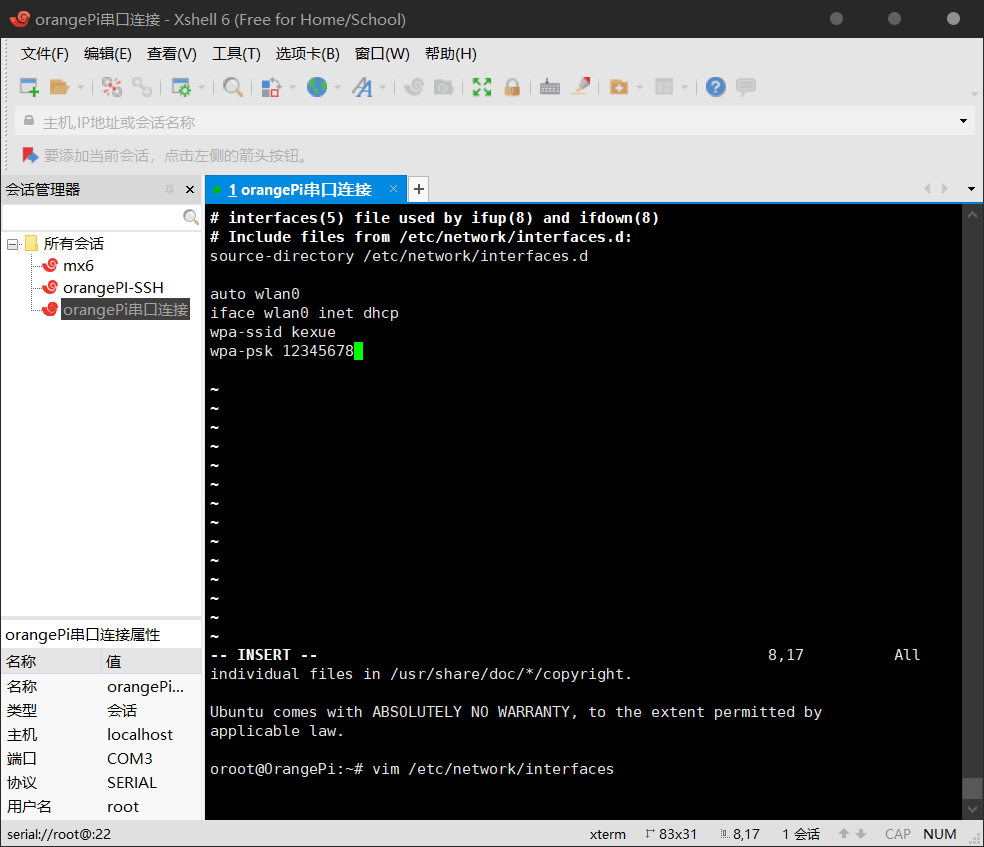 orangePi串口连接 - Xshell 6 (Free for Home/School)
文件(F) 编辑(E) 查看(V) 工具(T) 选项卡(B) 窗口(W) 帮助(H)
主机,IP地址或会话名称
要添加当前会话，点击左侧的箭头按钮。
会话管理器
1 orangePi串口连接
所有会话
mx6
orangePI-SSH
orangePi串口连接
# interfaces(5) file used by ifup(8) and ifdown(8)
# Include files from /etc/network/interfaces.d:
source-directory /etc/network/interfaces.d
auto wlan0
iface wlan0 inet dhcp
wpa-ssid kexue
wpa-psk 12345678
~
~
~
~
~
~
~
~
~
~
~
~
~
~
-- INSERT -- 8,17 All
individual files in /usr/share/doc/*/copyright.
Ubuntu comes with ABSOLUTELY NO WARRANTY, to the extent permitted by
applicable law.
oroot@OrangePi:~# vim /etc/network/interfaces
orangePi串口连接属性
名称 值
名称 orangePi...
类型 会话
主机 localhost
端口 COM3
协议 SERIAL
用户名 root
serial://root@:22 xterm 83x31 8,17 1 会话 CAP NUM